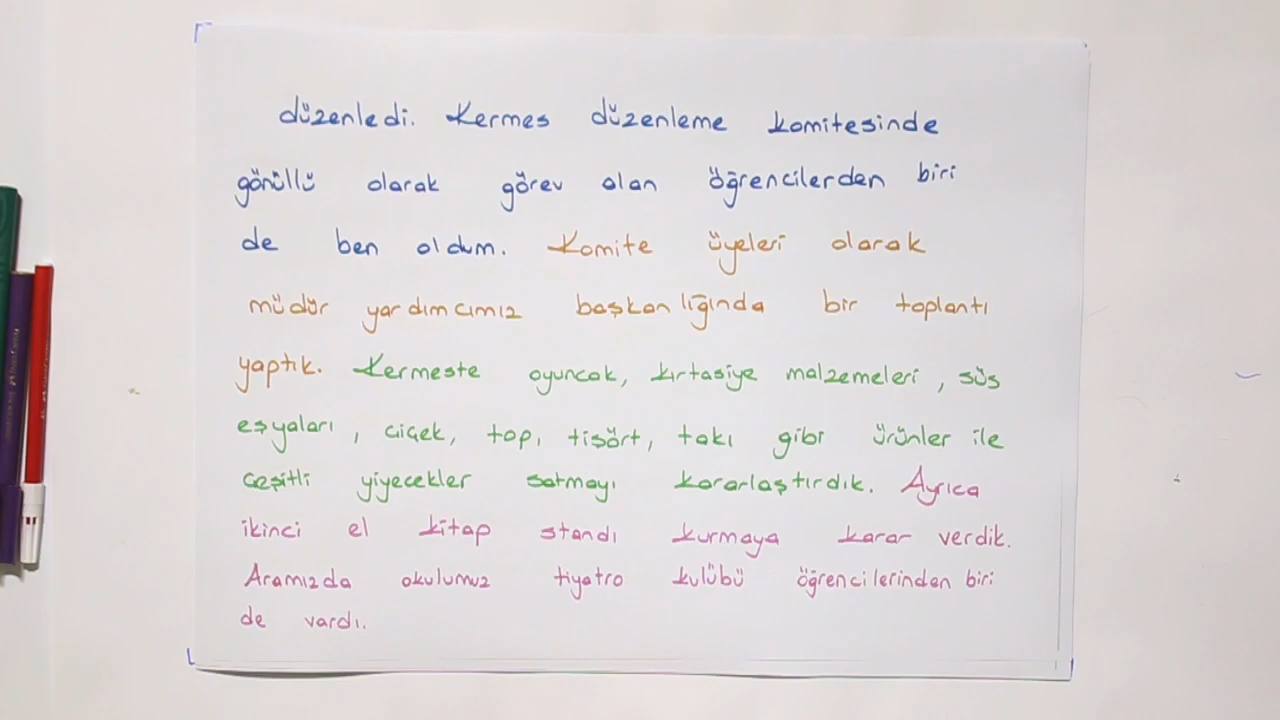 düzenledi. Kermes düzenleme komitesinde
gönüllü olarak görev olan öğrencilerden biri
de ben oldum. Komite üyeleri olarak
müdür yardımcımız başkanlığında bir toplantı
yaptık. Kermeste oyuncak, kırtasiye malzemeleri, süs
eşyaları, çiçek, top, tişört, takı gibi ürünler ile
çeşitli yiyecekler satmayı kararlaştırdık. Ayrıca
ikinci el kitap standı kurmaya karar verdik.
Aramızda okulumuz tiyatro kulübü öğrencilerinden biri
de vardı.